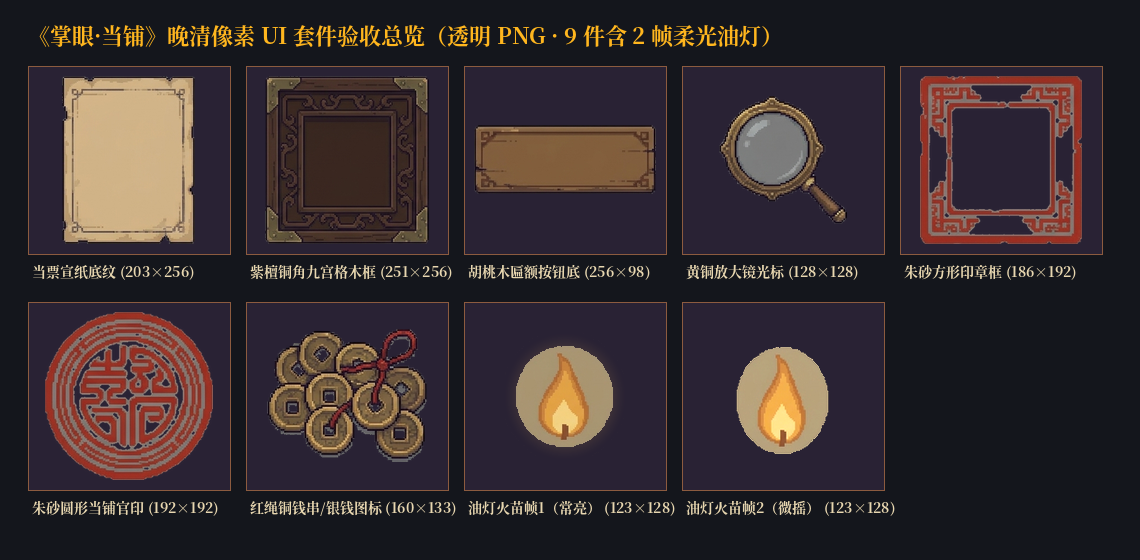 《掌眼·当铺》晚清像素 UI 套件验收总览（透明 PNG · 9 件含 2 帧柔光油灯）
当票宣纸底纹 (203×256)
紫檀铜角九宫格木框 (251×256)
胡桃木匾额按钮底 (256×98)
黄铜放大镜光标 (128×128)
朱砂方形印章框 (186×192)
朱砂圆形当铺官印 (192×192)
红绳铜钱串/银钱图标 (160×133)
油灯火苗帧1（常亮） (123×128)
油灯火苗帧2（微摇） (123×128)